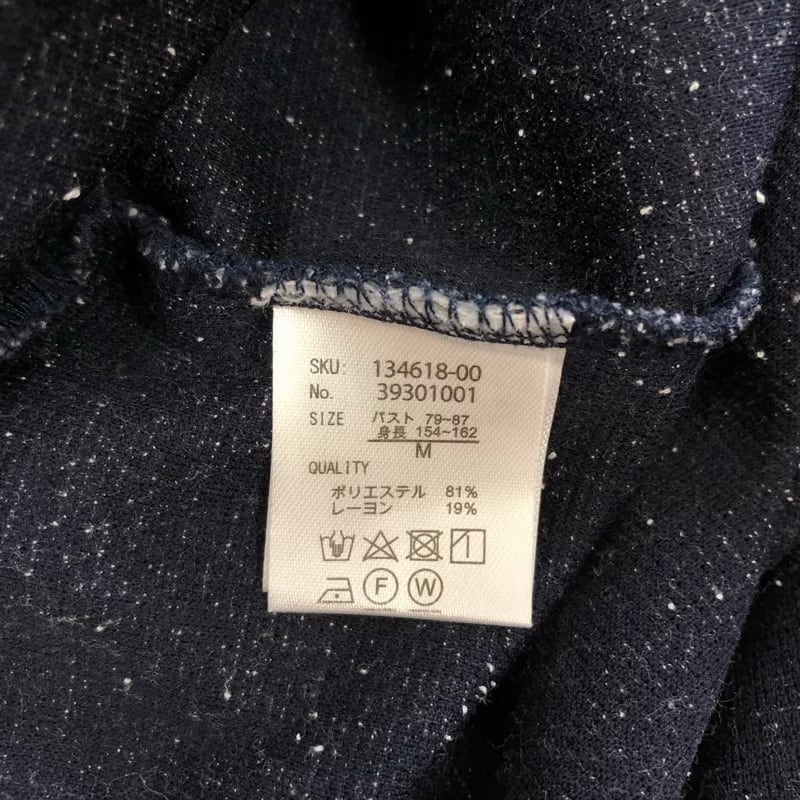 SKU: 134618-00
No. 39301001
SIZE バスト 79~87
身長 154~162
M
QUALITY
ポリエステル 81%
レーヨン 19%
F W